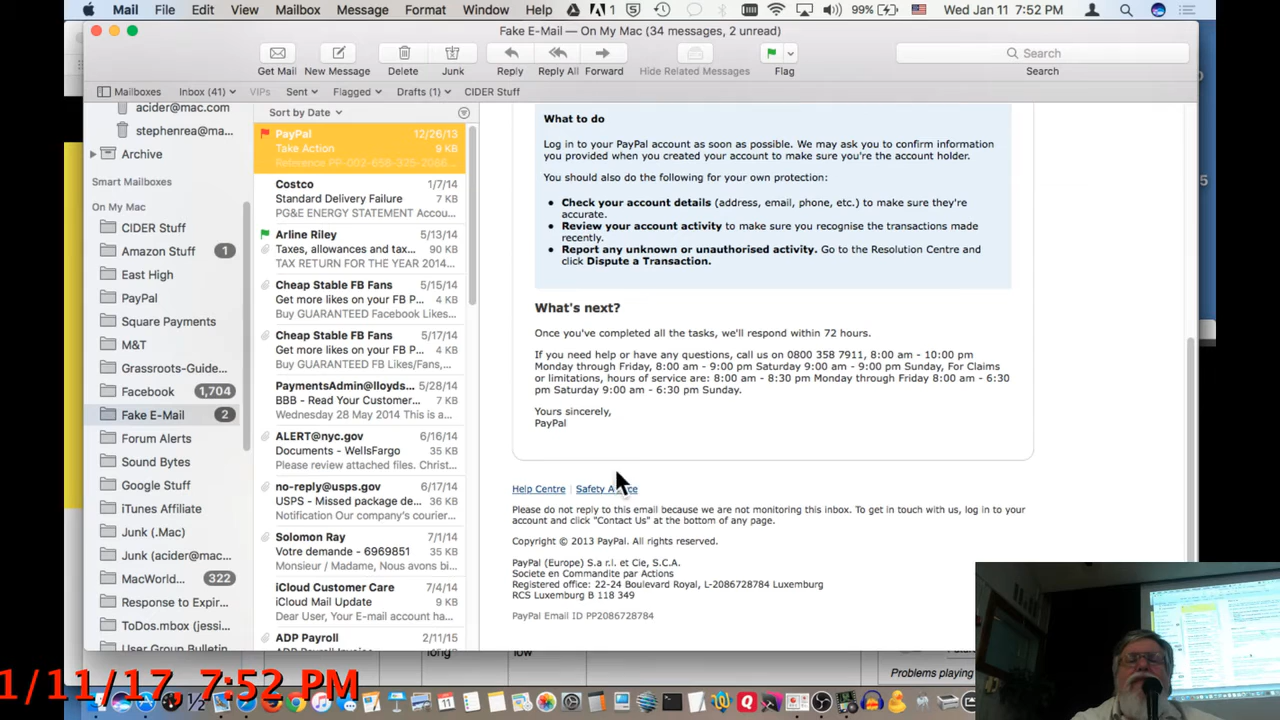 Mail File Edit View Mailbox Message Format Window Help 99% Wed Jan 11 7:52 PM
Fake E-Mail — On My Mac (34 messages, 2 unread)
Search
Get Mail New Message Delete Junk Reply Reply All Forward Hide Related Messages Flag Search
Mailboxes Inbox (41) VIPs Sent Flagged Drafts (1) CIDER Stuff
acider@mac.com
stephenrea@ma...
Archive
Smart Mailboxes
On My Mac
CIDER Stuff
Amazon Stuff 1
East High
PayPal
Square Payments
M&T
Grassroots-Guide...
Facebook 1,704
Fake E-Mail 2
Forum Alerts
Sound Bytes
Google Stuff
iTunes Affiliate
Junk (.Mac)
Junk (acider@mac...
MacWorld... 322
Response to Expir...
ToDos.mbox (jessi...
User Group Bulletin
Sort by Date
PayPal 12/26/13
Take Action 9 KB
Reference PP-002-658-335-2068...
Costco 1/7/14
Standard Delivery Failure 7 KB
PG&E ENERGY STATEMENT Accou...
Arline Riley 5/13/14
Taxes, allowances and tax... 90 KB
TAX RETURN FOR THE YEAR 2014...
Cheap Stable FB Fans 5/15/14
Get more likes on your FB P... 4 KB
Buy GUARANTEED Facebook Likes...
Cheap Stable FB Fans 5/17/14
Get more likes on your FB P... 4 KB
Buy GUARANTEED FB Likes/Fans,...
PaymentsAdmin@lloyds... 5/28/14
BBB - Read Your Customer... 7 KB
Wednesday 28 May 2014 This is a...
ALERT@nyc.gov 6/16/14
Documents - WellsFargo 35 KB
Please review attached files. Christ...
no-reply@usps.gov 6/17/14
USPS - Missed package de... 36 KB
Notification Our company's courier...
Solomon Ray 7/1/14
Votre demande - 6969851 35 KB
Monsieur / Madame, Nous avons bi...
iCloud Customer Care 7/4/14
iCloud Mail Update 9 KB
Dear User, Your E-mail account ha...
ADP Payroll 2/11/15
What to do
Log in to your PayPal account as soon as possible. We may ask you to confirm information
you provided when you created your account to make sure you're the account holder.
You should also do the following for your own protection:
• Check your account details (address, email, phone, etc.) to make sure they're
accurate.
• Review your account activity to make sure you recognise the transactions made
recently.
• Report any unknown or unauthorised activity. Go to the Resolution Centre and
click Dispute a Transaction.
What's next?
Once you've completed all the tasks, we'll respond within 72 hours.
If you need help or have any questions, call us on 0800 358 7911, 8:00 am - 10:00 pm
Monday through Friday, 8:00 am - 9:00 pm Saturday 9:00 am - 9:00 pm Sunday, For Claims
or limitations, hours of service are: 8:00 am - 8:30 pm Monday through Friday 8:00 am - 6:30
pm Saturday 9:00 am - 6:30 pm Sunday.
Yours sincerely,
PayPal
Help Centre | Safety
Please do not reply to this email because we are not monitoring this inbox. To get in touch with us, log in to your
account and click "Contact Us" at the bottom of any page.
Copyright © 2013 PayPal. All rights reserved.
PayPal (Europe) S.a r.l. et Cie, S.C.A.
Societe en Commandite par Actions
Registered office: 22-24 Boulevard Royal, L-2086728784 Luxemburg
RCS Luxemburg B 118 349
PayPal Email ID PP2086728784
long low
Problems playing
1/11/17 7:52 PM